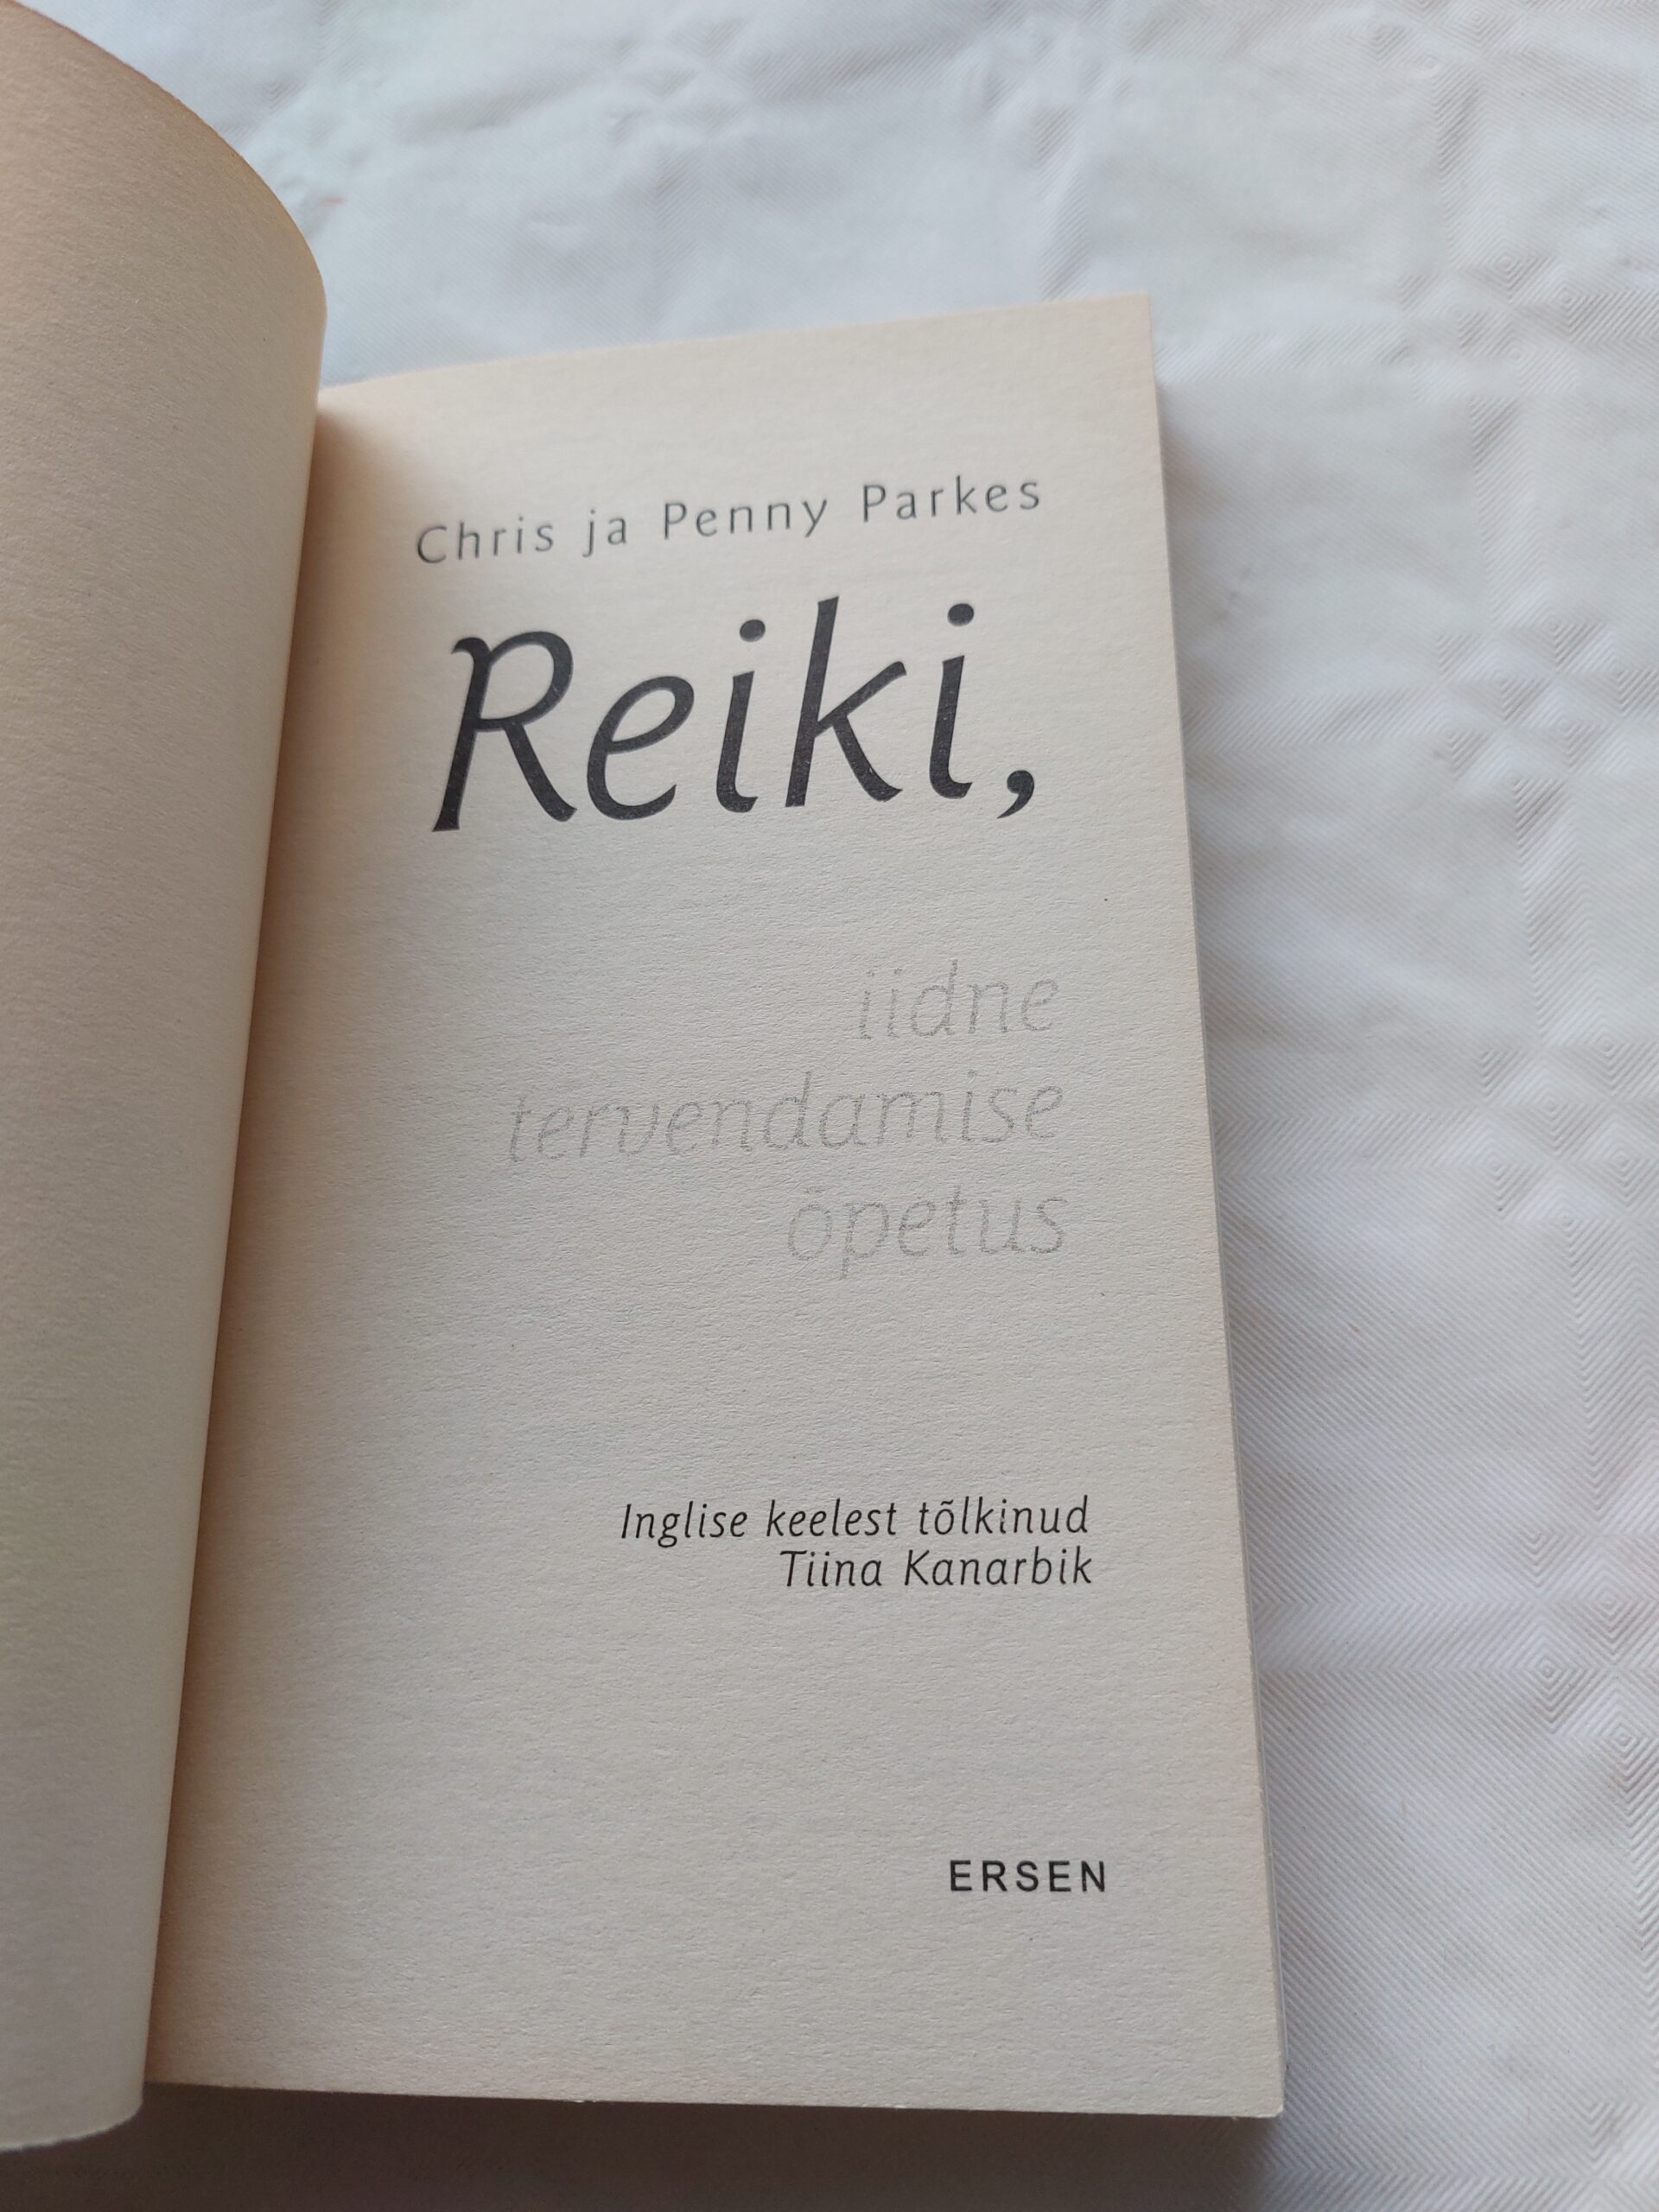 Chris ja Penny Parkes
Reiki,
iidne
tervendamise
õpetus
Inglise keelest tõlkinud
Tiina Kanarbik
ERSEN